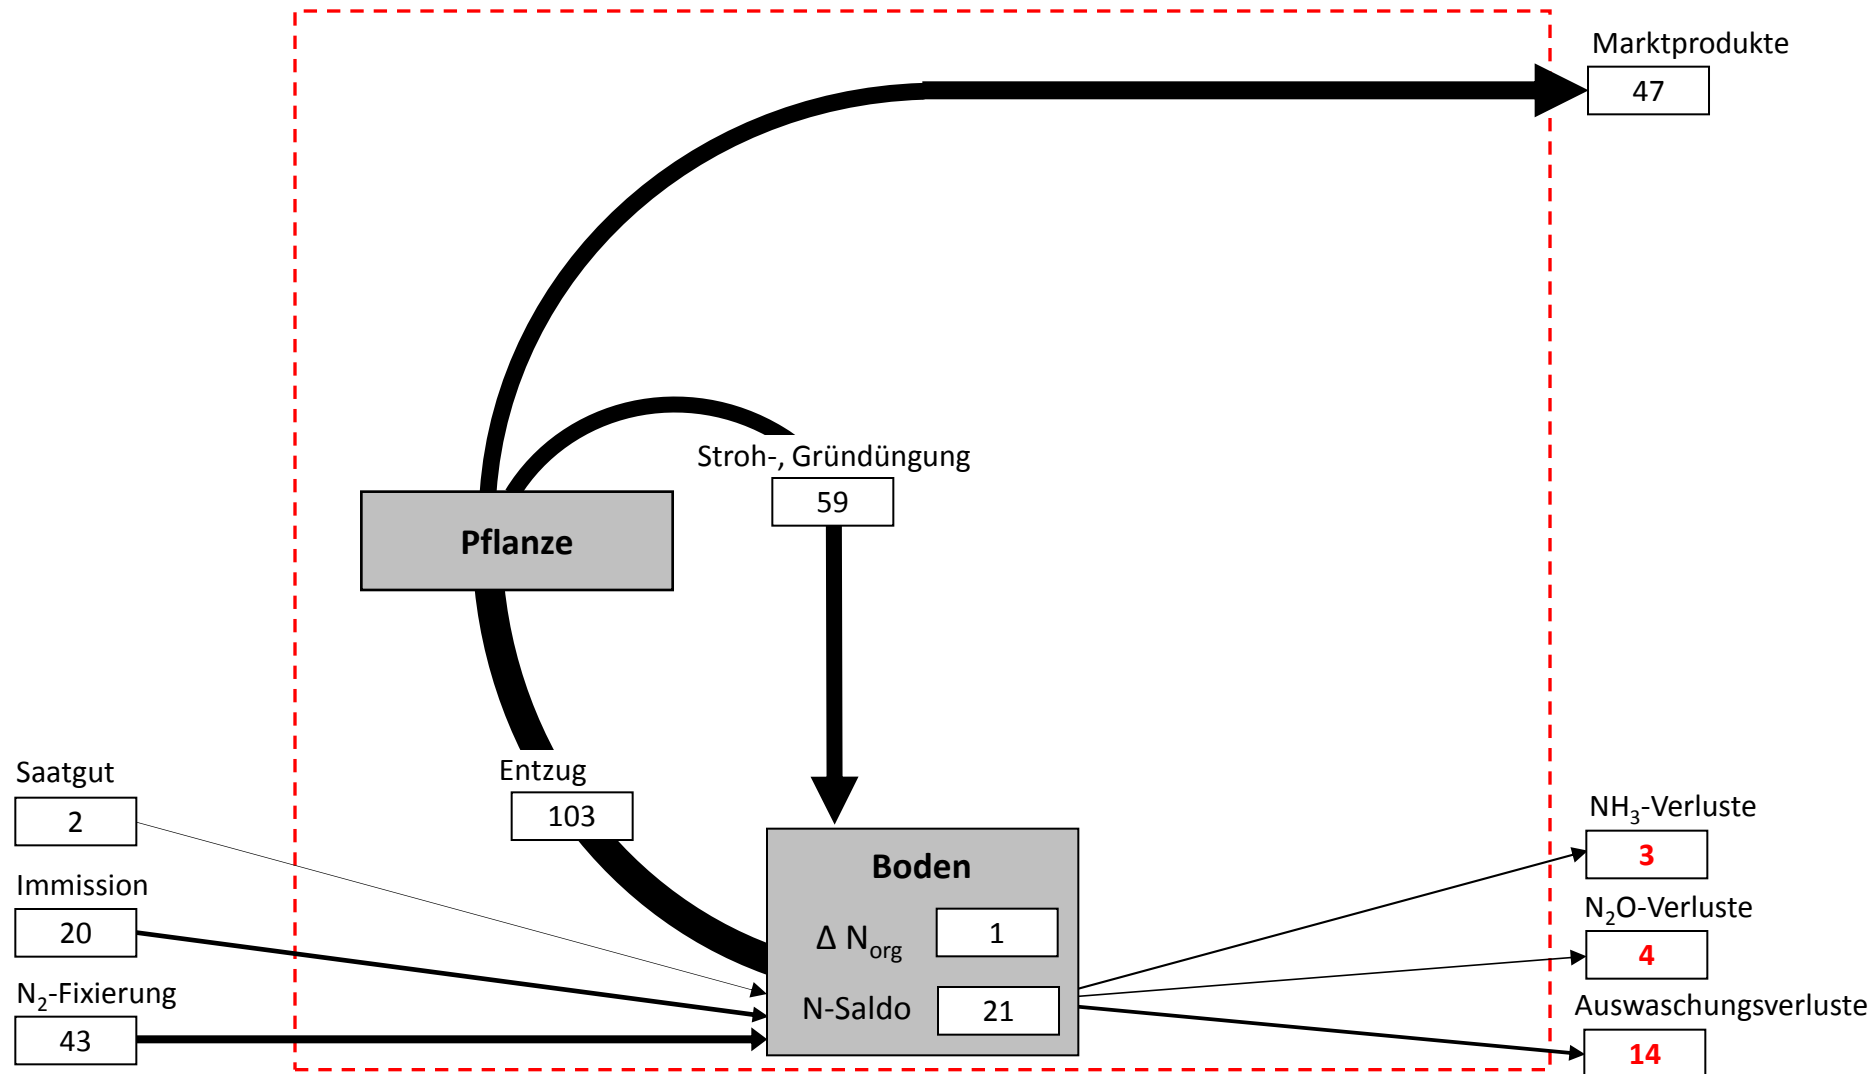 Marktprodukte
47
Stroh-, Gründüngung
59
Pflanze
Entzug
103
Saatgut
2
Immission
20
N₂-Fixierung
43
Boden
Δ Norg
1
N-Saldo
21
NH₃-Verluste
3
N₂O-Verluste
4
Auswaschungsverluste
14